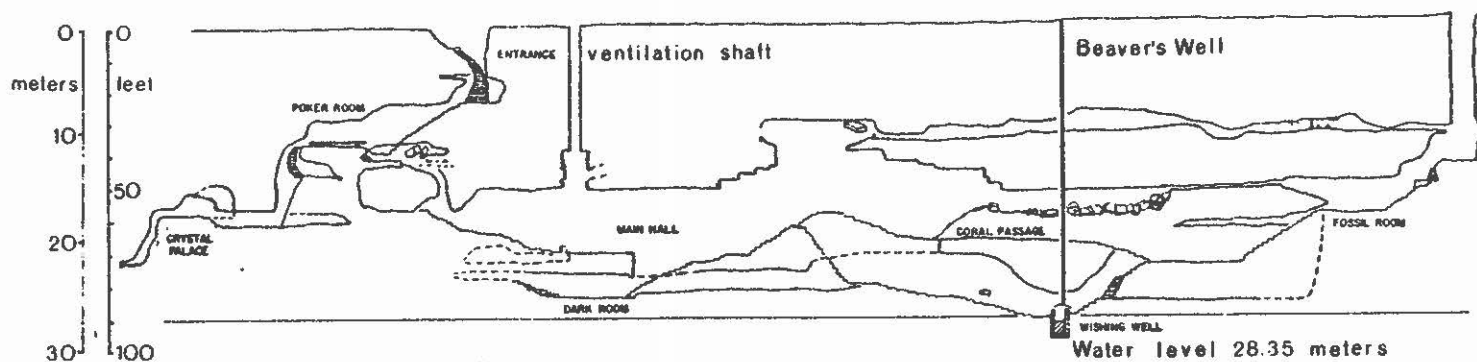 0 0
meters feet
ENTRANCE
ventilation shaft
Beaver's Well
POKER ROOM
10
50
MAIN HALL
CORAL PASSAGE
FOSSIL ROOM
CRYSTAL
PALACE
20
DARK ROOM
WISHING WELL
30 100
Water level 28.35 meters